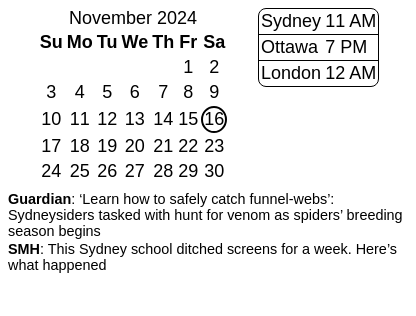 November 2024
Su Mo Tu We Th Fr Sa
1 2
3 4 5 6 7 8 9
10 11 12 13 14 15 16
17 18 19 20 21 22 23
24 25 26 27 28 29 30
Sydney 11 AM
Ottawa 7 PM
London 12 AM
Guardian: ‘Learn how to safely catch funnel-webs’:
Sydneysiders tasked with hunt for venom as spiders’ breeding
season begins
SMH: This Sydney school ditched screens for a week. Here’s
what happened